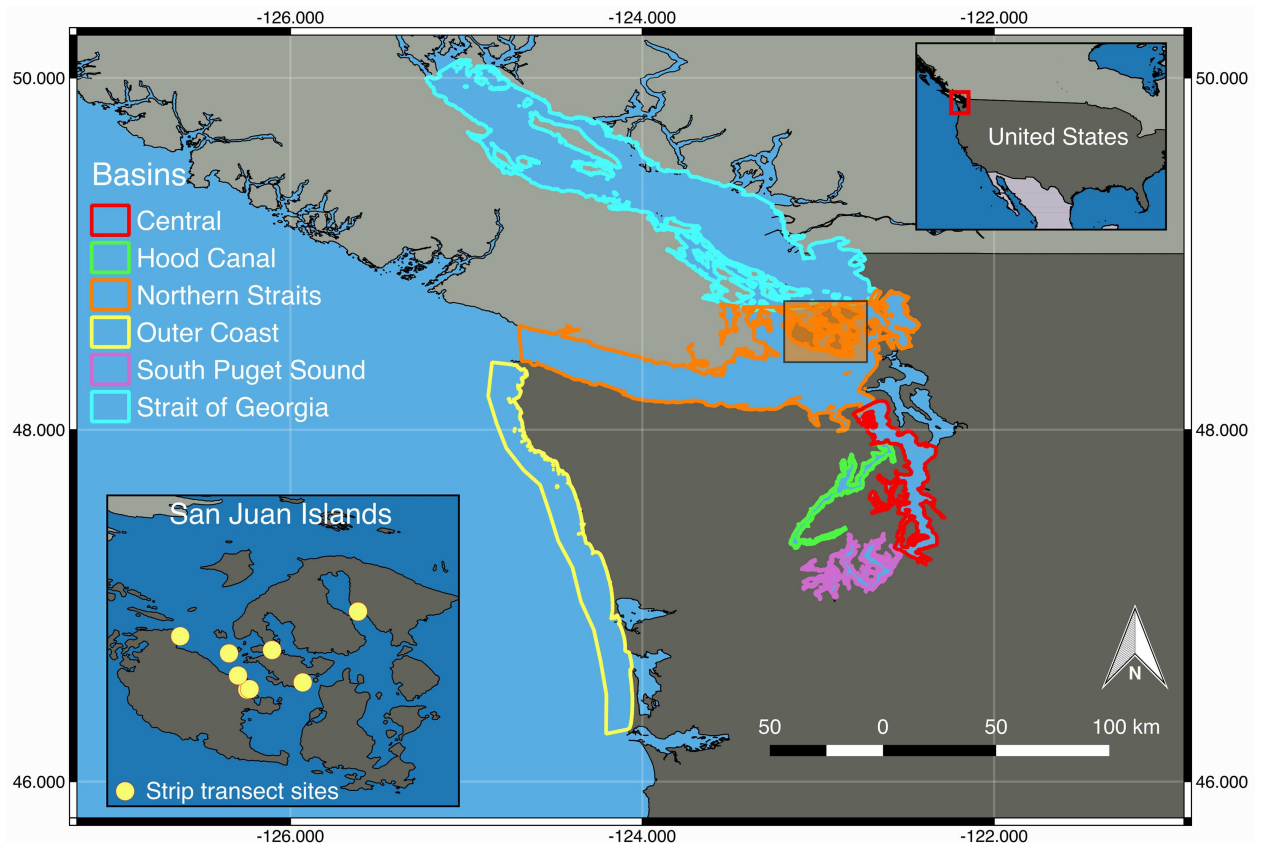 -126.000 -124.000 -122.000
50.000 50.000
United States
Basins
Central
Hood Canal
Northern Straits
Outer Coast
South Puget Sound
Strait of Georgia
48.000 48.000
San Juan Islands
N
50 0 50 100 km
Strip transect sites
46.000 46.000
-126.000 -124.000 -122.000